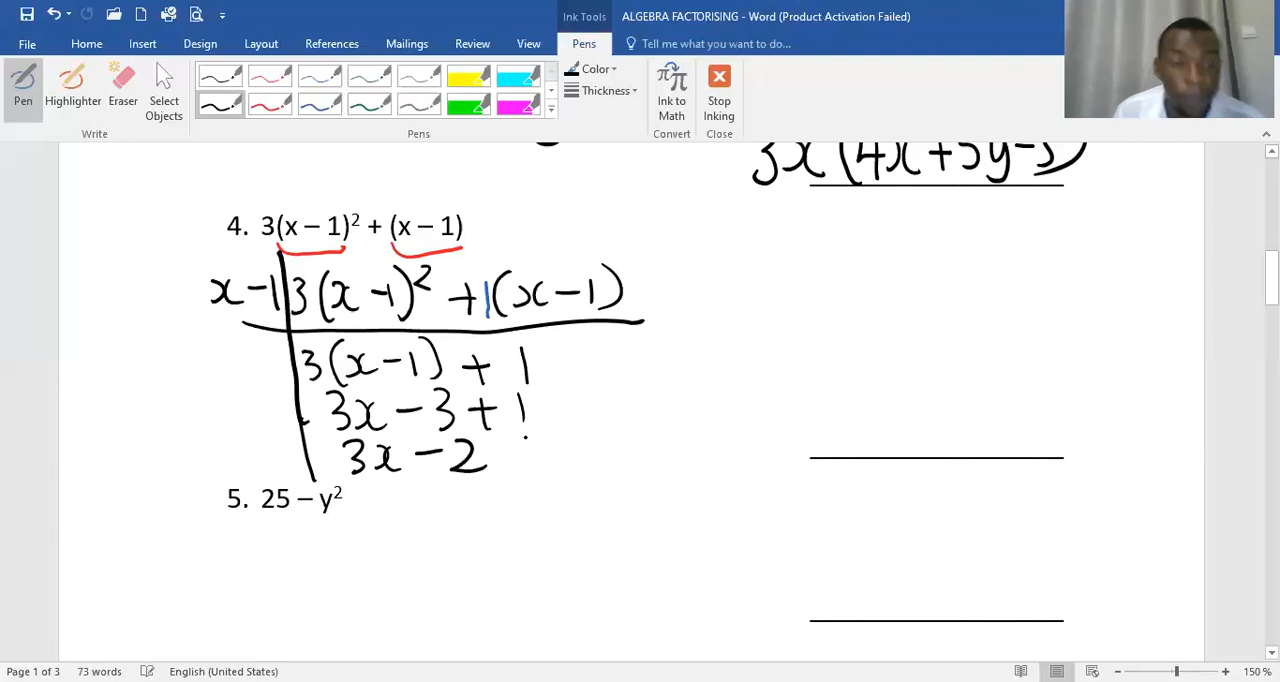 ALGEBRA FACTORISING - Word (Product Activation Failed)
Ink Tools
File Home Insert Design Layout References Mailings Review View Pens Tell me what you want to do...
Pen Highlighter Eraser Select Objects
Color
Thickness
Ink to Math
Stop Inking
Write Pens Convert Close
3x(4x+5y-3)
4. 3(x – 1)² + (x – 1)
x-1 3(x-1)² +1(x-1)
3(x-1) + 1
3x - 3 + 1
3x - 2
5. 25 – y²
Page 1 of 3 73 words English (United States) 150 %